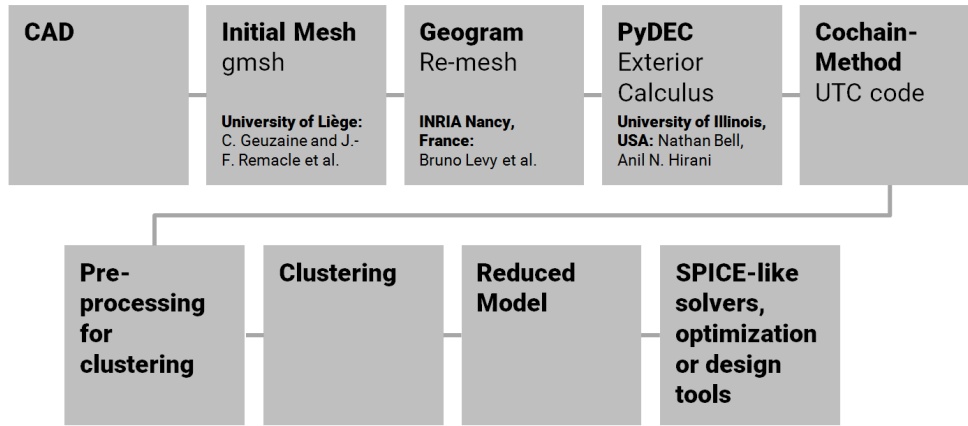 CAD
Initial Mesh
gmsh
University of Liège:
C. Geuzaine and J.-
F. Remacle et al.
Geogram
Re-mesh
INRIA Nancy,
France:
Bruno Levy et al.
PyDEC
Exterior
Calculus
University of Illinois,
USA: Nathan Bell,
Anil N. Hirani
Cochain-
Method
UTC code
Pre-
processing
for
clustering
Clustering
Reduced
Model
SPICE-like
solvers,
optimization
or design
tools